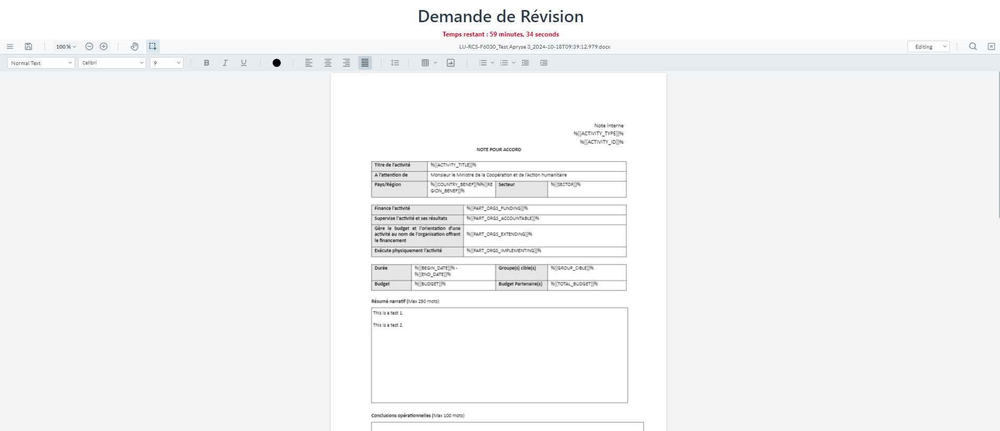 Demande de Révision
Temps restant : 59 minutes, 34 seconds
100%
LU-RCS-F6030_Test Apryse 3_2024-10-18T09:39:12.979.docx
Editing
Normal Text
Calibri
9
B I U
Note interne
%{{ACTIVITY_TYPE}}%
%{{ACTIVITY_ID}}%
NOTE POUR ACCORD
Titre de l'activité %{{ACTIVITY_TITLE}}%
A l'attention de Monsieur le Ministre de la Coopération et de l'Action humanitaire
Pays/Région %{{COUNTRY_BENEF}}%%{{RE
GION_BENEF}}%
Secteur %{{SECTOR}}%
Finance l'activité %{{PART_ORGS_FUNDING}}%
Supervise l'activité et ses résultats %{{PART_ORGS_ACCOUNTABLE}}%
Gère le budget et l'orientation d'une
activité au nom de l'organisation offrant
le financement
%{{PART_ORGS_EXTENDING}}%
Exécute physiquement l'activité %{{PART_ORGS_IMPLEMENTING}}%
Durée %{{BEGIN_DATE}}% -
%{{END_DATE}}%
Groupe(s) cible(s) %{{GROUP_CIBLE}}%
Budget %{{BUDGET}}% Budget Partenaire(s) %{{TOTAL_BUDGET}}%
Résumé narratif (Max 250 mots)
This is a test 1.
This is a test 2.
Conclusions opérationnelles (Max 100 mots)